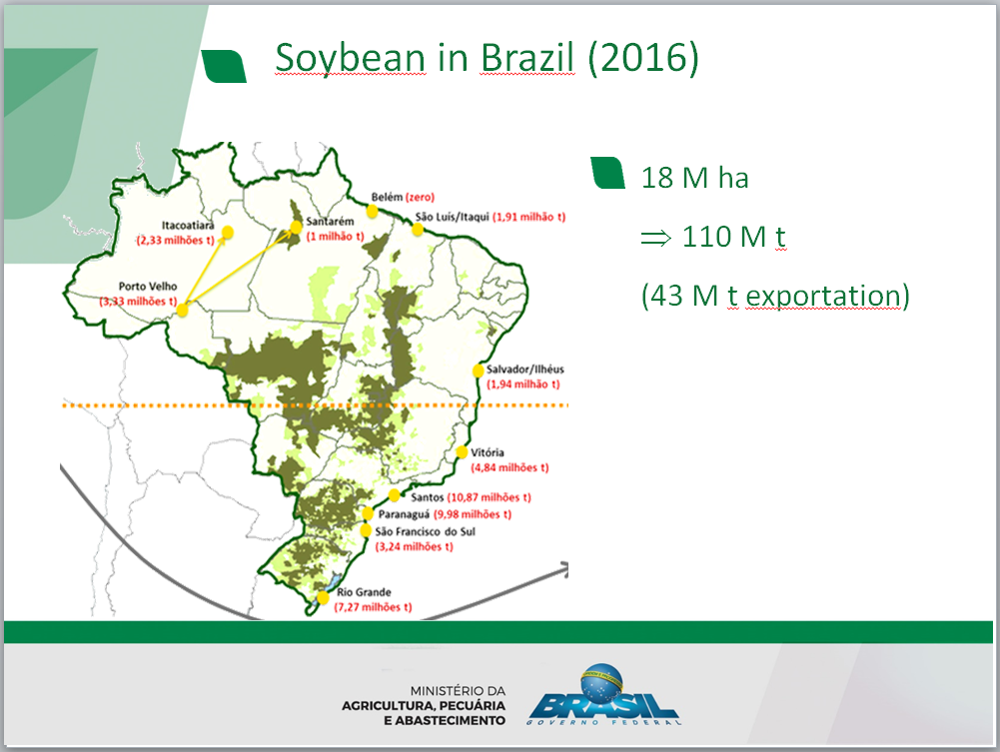 Soybean in Brazil (2016)
18 M ha
⇒ 110 M t
(43 M t exportation)
Belém (zero)
São Luís/Itaqui (1,91 milhão t)
Itacoatiara
(2,33 milhões t)
Santarém
(1 milhão t)
Porto Velho
(3,33 milhões t)
Salvador/Ilhéus
(1,94 milhão t)
Vitória
(4,84 milhões t)
Santos (10,87 milhões t)
Paranaguá (9,98 milhões t)
São Francisco do Sul
(3,24 milhões t)
Rio Grande
(7,27 milhões t)
MINISTÉRIO DA
AGRICULTURA, PECUÁRIA
E ABASTECIMENTO
BRASIL
GOVERNO FEDERAL